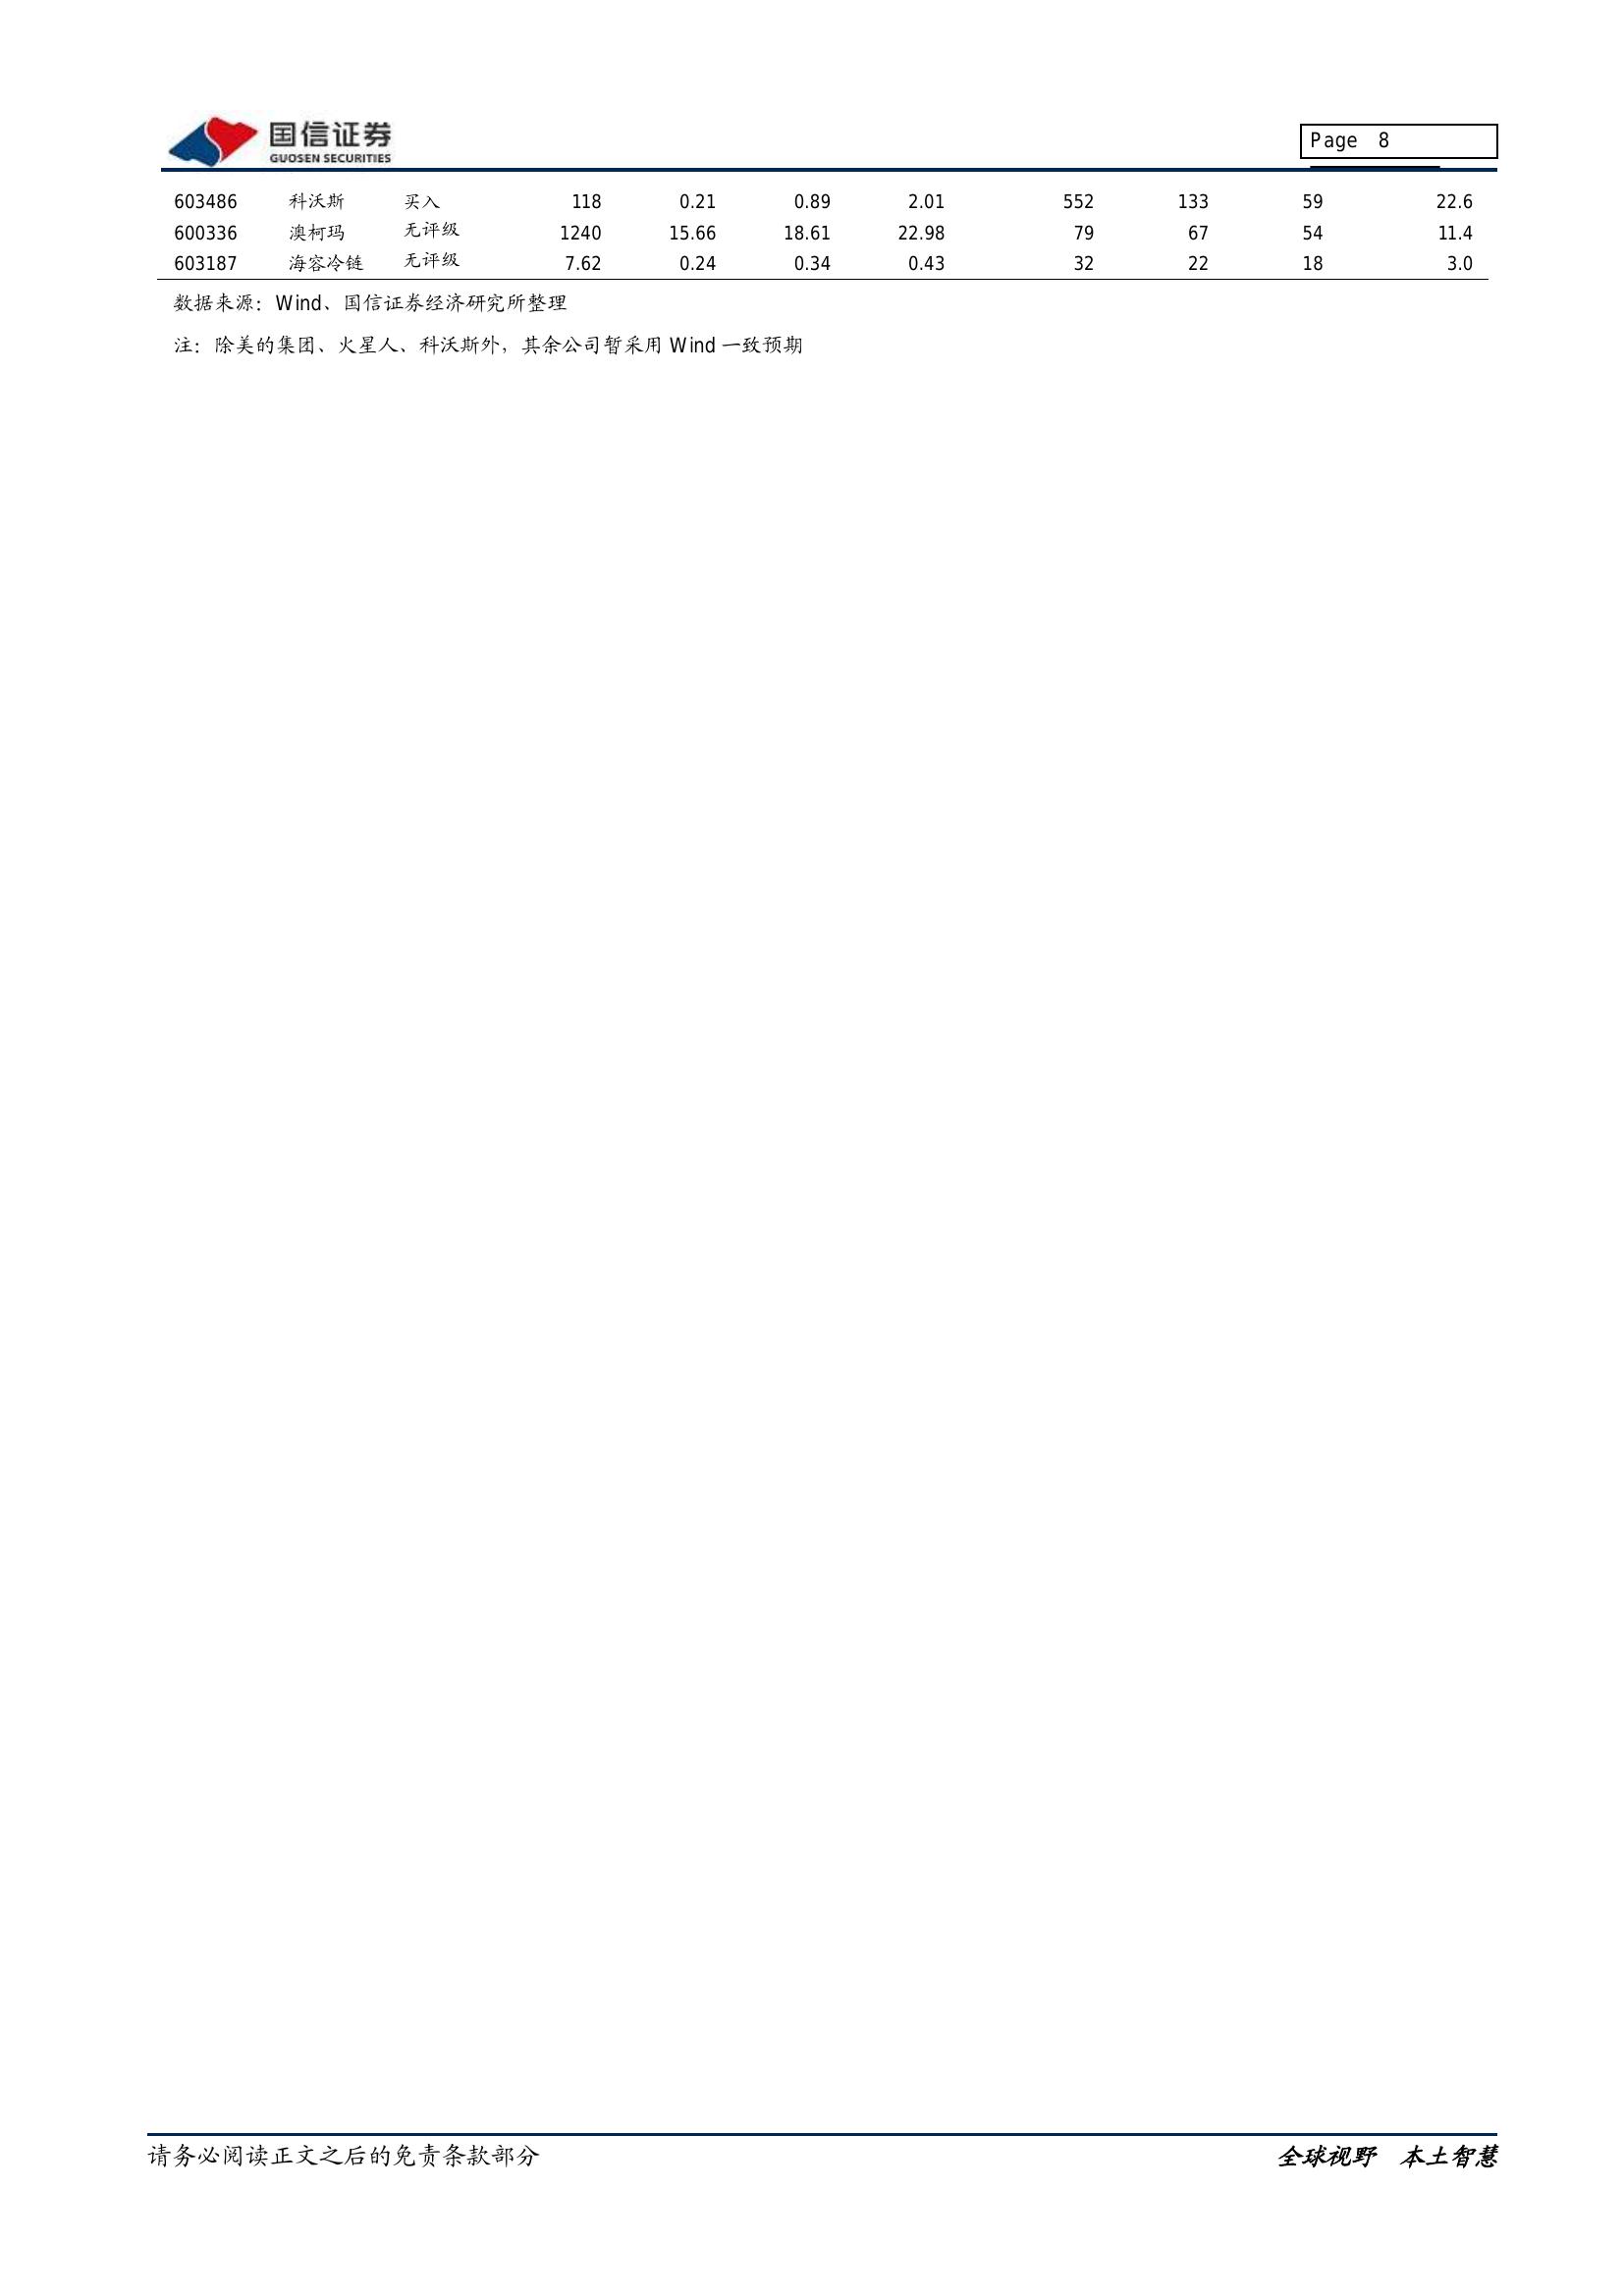 国信证券
GUOSEN SECURITIES
Page 8
603486 科沃斯 买入 118 0.21 0.89 2.01 552 133 59 22.6
600336 澳柯玛 无评级 1240 15.66 18.61 22.98 79 67 54 11.4
603187 海容冷链 无评级 7.62 0.24 0.34 0.43 32 22 18 3.0
数据来源：Wind、国信证券经济研究所整理
注：除美的集团、火星人、科沃斯外，其余公司暂采用 Wind 一致预期
请务必阅读正文之后的免责条款部分
全球视野 本土智慧